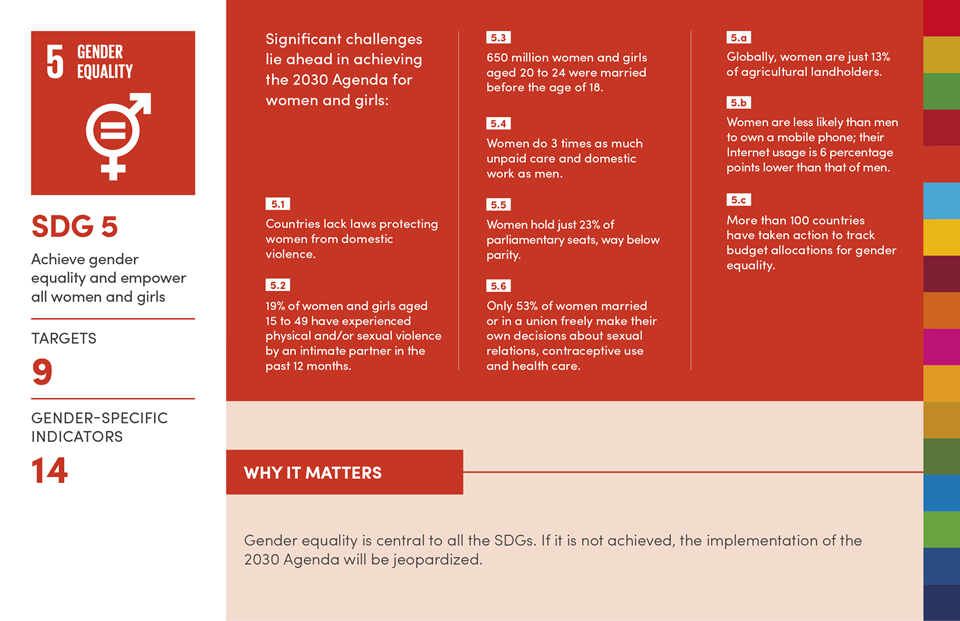 5 GENDER
EQUALITY
SDG 5
Achieve gender
equality and empower
all women and girls
TARGETS
9
GENDER-SPECIFIC
INDICATORS
14
Significant challenges
lie ahead in achieving
the 2030 Agenda for
women and girls:
5.1
Countries lack laws protecting
women from domestic
violence.
5.2
19% of women and girls aged
15 to 49 have experienced
physical and/or sexual violence
by an intimate partner in the
past 12 months.
5.3
650 million women and girls
aged 20 to 24 were married
before the age of 18.
5.4
Women do 3 times as much
unpaid care and domestic
work as men.
5.5
Women hold just 23% of
parliamentary seats, way below
parity.
5.6
Only 53% of women married
or in a union freely make their
own decisions about sexual
relations, contraceptive use
and health care.
5.a
Globally, women are just 13%
of agricultural landholders.
5.b
Women are less likely than men
to own a mobile phone; their
Internet usage is 6 percentage
points lower than that of men.
5.c
More than 100 countries
have taken action to track
budget allocations for gender
equality.
WHY IT MATTERS
Gender equality is central to all the SDGs. If it is not achieved, the implementation of the
2030 Agenda will be jeopardized.